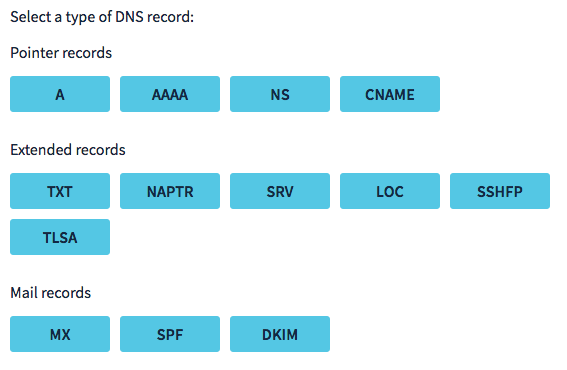 Select a type of DNS record:
Pointer records
A AAAA NS CNAME
Extended records
TXT NAPTR SRV LOC SSHFP
TLSA
Mail records
MX SPF DKIM